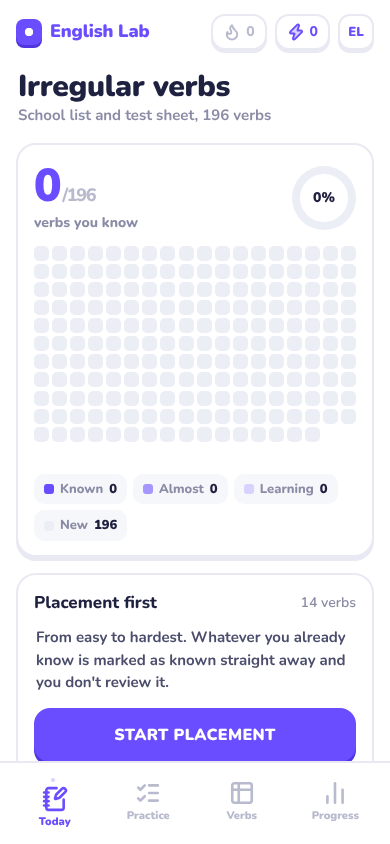 English Lab
0
0
EL
Irregular verbs
School list and test sheet, 196 verbs
0/196
0%
verbs you know
Known 0
Almost 0
Learning 0
New 196
Placement first
14 verbs
From easy to hardest. Whatever you already
know is marked as known straight away and
you don't review it.
START PLACEMENT
Today
Practice
Verbs
Progress